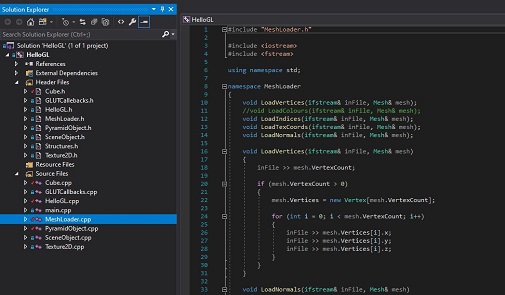 Solution Explorer
Search Solution Explorer (Ctrl+;)
Solution 'HelloGL' (1 of 1 project)
HelloGL
References
External Dependencies
Header Files
Cube.h
GLUTCallbacks.h
HelloGL.h
MeshLoader.h
PyramidObject.h
SceneObject.h
Structures.h
Texture2D.h
Resource Files
Source Files
Cube.cpp
GLUTCallbacks.cpp
HelloGL.cpp
main.cpp
MeshLoader.cpp
PyramidObject.cpp
SceneObject.cpp
Texture2D.cpp
HelloGL
1 #include "MeshLoader.h"
2
3 #include <iostream>
4 #include <fstream>
5
6 using namespace std;
7
8 namespace MeshLoader
9 {
10 void LoadVertices(ifstream& inFile, Mesh& mesh);
11 //void LoadColours(ifstream& inFile, Mesh& mesh);
12 void LoadIndices(ifstream& inFile, Mesh& mesh);
13 void LoadTexCoords(ifstream& inFile, Mesh& mesh);
14 void LoadNormals(ifstream& inFile, Mesh& mesh);
15
16 void LoadVertices(ifstream& inFile, Mesh& mesh)
17 {
18 inFile >> mesh.VertexCount;
19
20 if (mesh.VertexCount > 0)
21 {
22 mesh.Vertices = new Vertex[mesh.VertexCount];
23
24 for (int i = 0; i < mesh.VertexCount; i++)
25 {
26 inFile >> mesh.Vertices[i].x;
27 inFile >> mesh.Vertices[i].y;
28 inFile >> mesh.Vertices[i].z;
29 }
30 }
31 }
32
33 void LoadNormals(ifstream& inFile, Mesh& mesh)